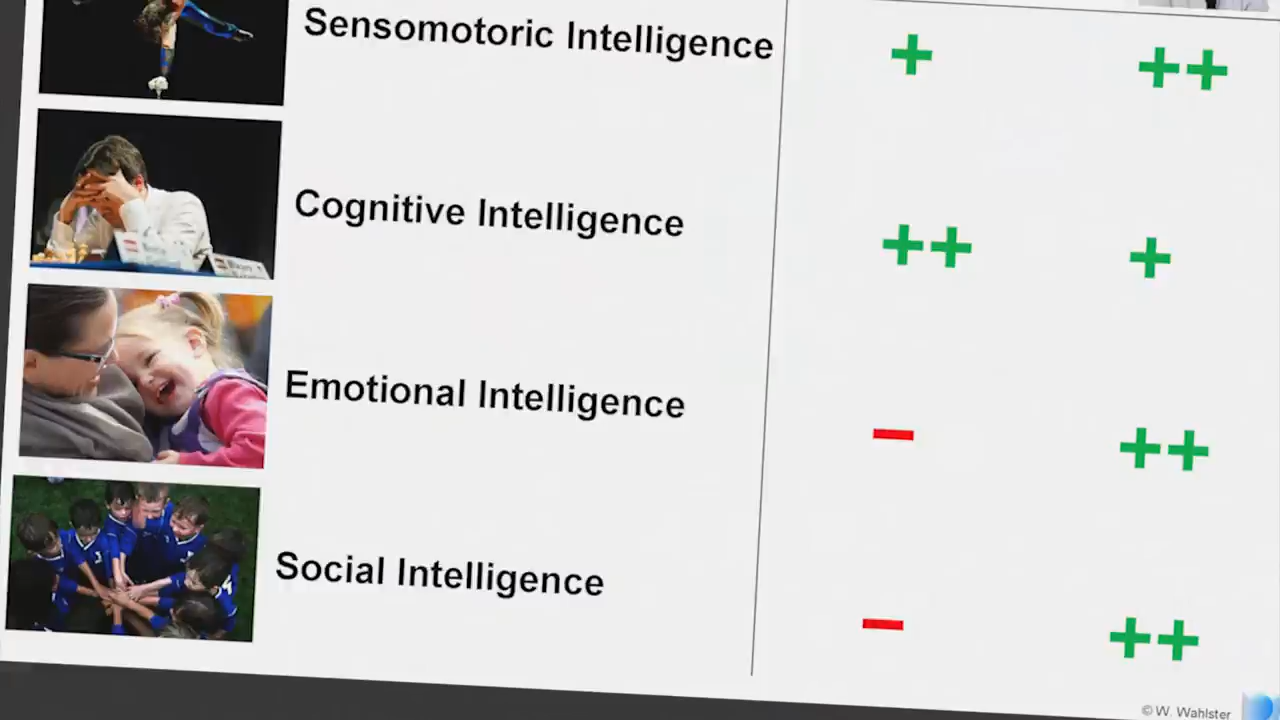 Sensomotoric Intelligence + ++
Cognitive Intelligence ++ +
Emotional Intelligence – ++
Social Intelligence – ++
© W. Wahlster